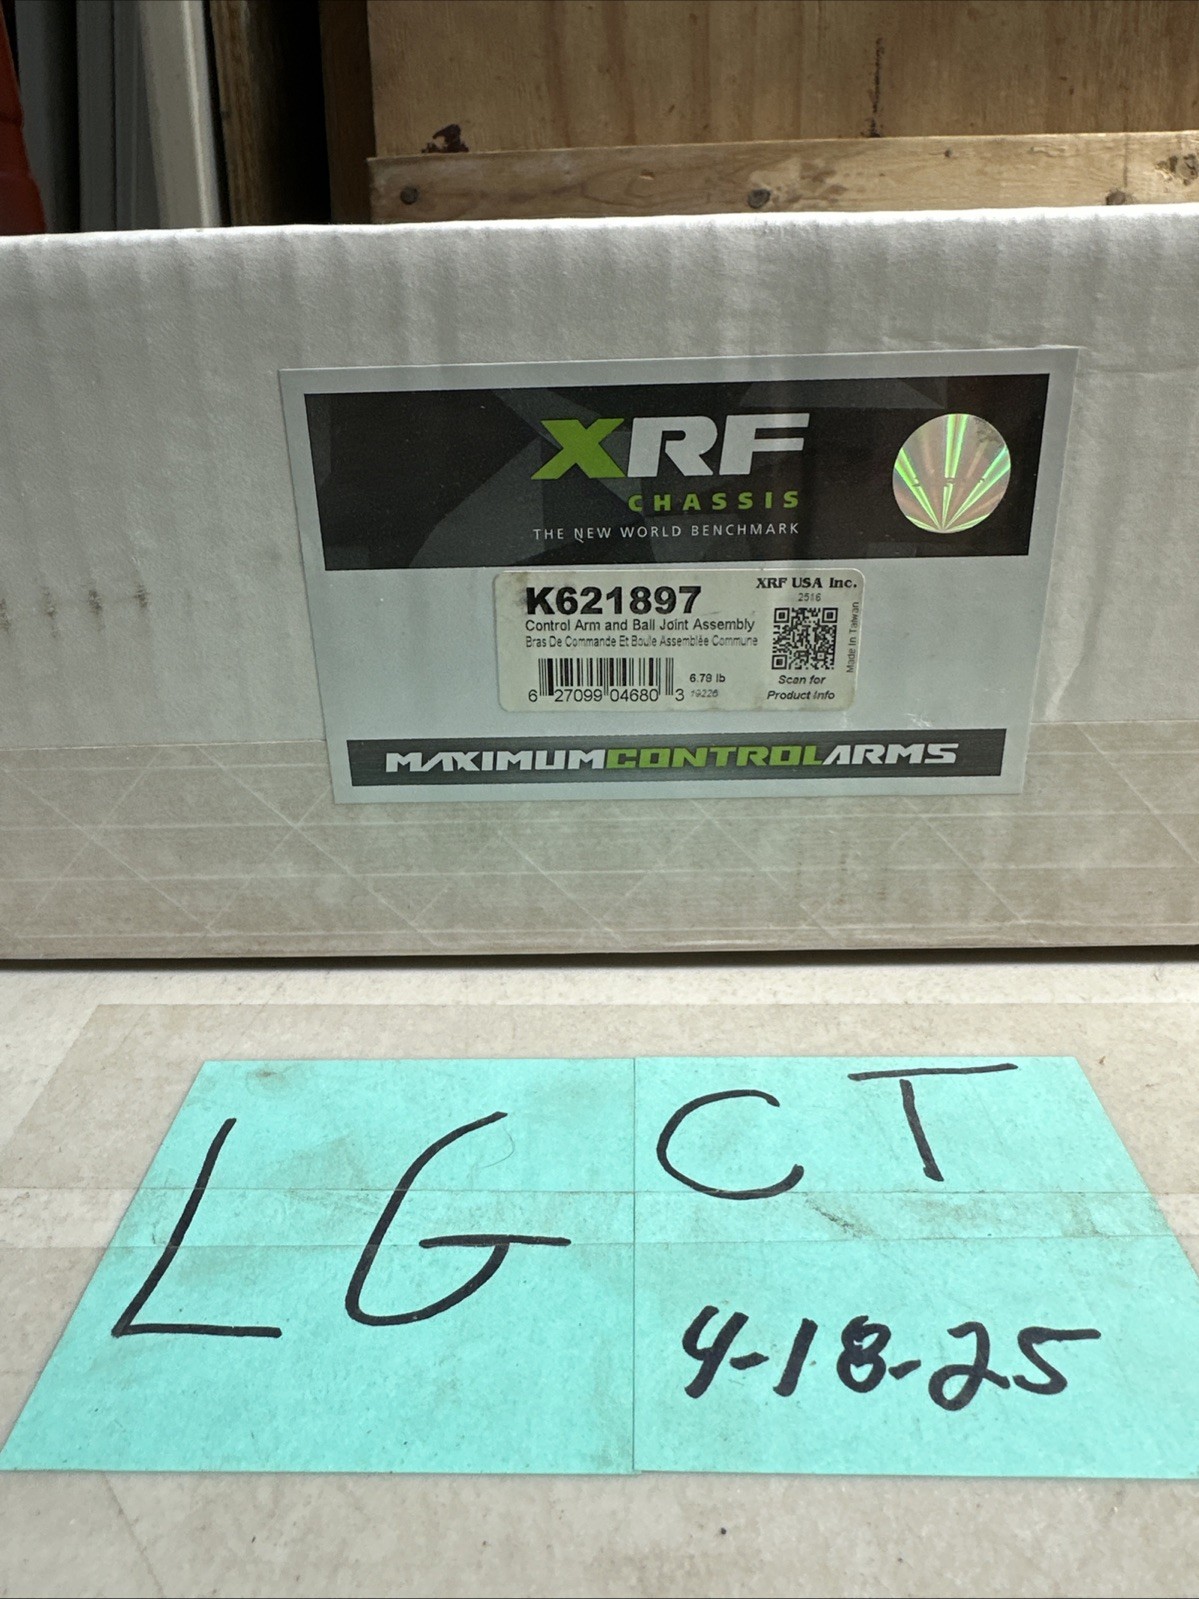 XRF
CHASSIS
THE NEW WORLD BENCHMARK
K621897
XRF USA Inc.
2516
Control Arm and Ball Joint Assembly
Bras De Commande Et Boule Assemblée Commune
Made In Taiwan
6 27099 04680 3
6.79 lb
19226
Scan for
Product Info
MAXIMUMCONTROLARMS
LG
CT
4-18-25